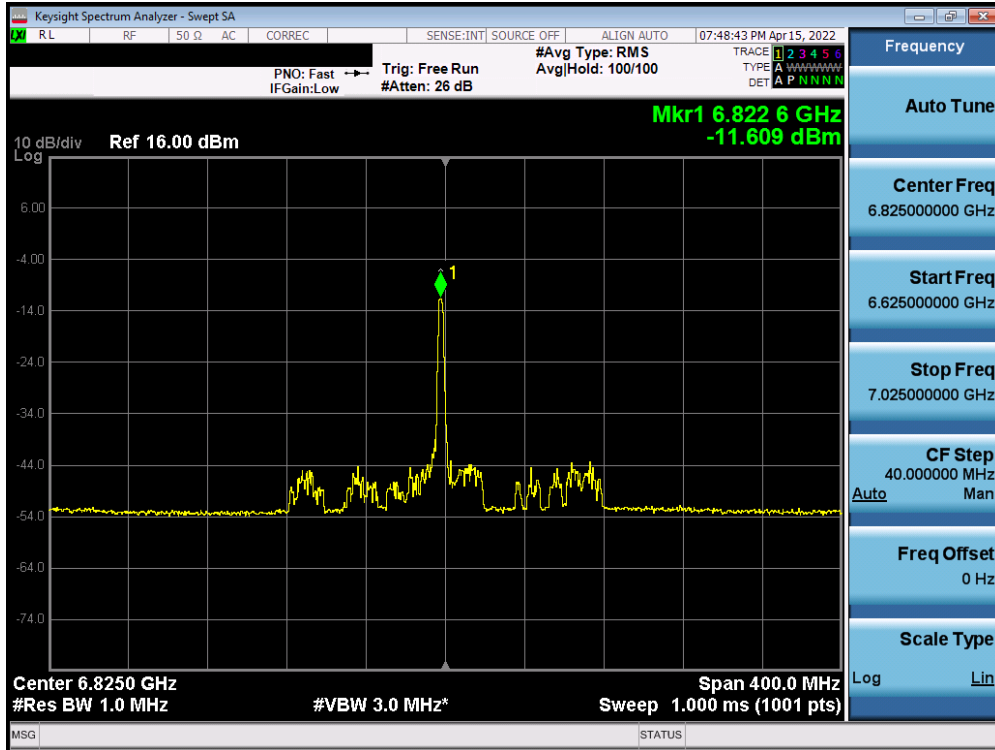 Keysight Spectrum Analyzer - Swept SA
LXI RL RF 50 Ω AC CORREC SENSE:INT SOURCE OFF ALIGN AUTO 07:48:43 PM Apr 15, 2022
#Avg Type: RMS TRACE 1 2 3 4 5 6
PNO: Fast Trig: Free Run Avg|Hold: 100/100 TYPE A WWWWW
IFGain:Low #Atten: 26 dB DET A P N N N N
Mkr1 6.822 6 GHz
10 dB/div Ref 16.00 dBm -11.609 dBm
Log
6.00
-4.00
1
-14.0
-24.0
-34.0
-44.0
-54.0
-64.0
-74.0
Center 6.8250 GHz Span 400.0 MHz
#Res BW 1.0 MHz #VBW 3.0 MHz* Sweep 1.000 ms (1001 pts)
MSG STATUS
Frequency
Auto Tune
Center Freq
6.825000000 GHz
Start Freq
6.625000000 GHz
Stop Freq
7.025000000 GHz
CF Step
40.000000 MHz
Auto Man
Freq Offset
0 Hz
Scale Type
Log Lin